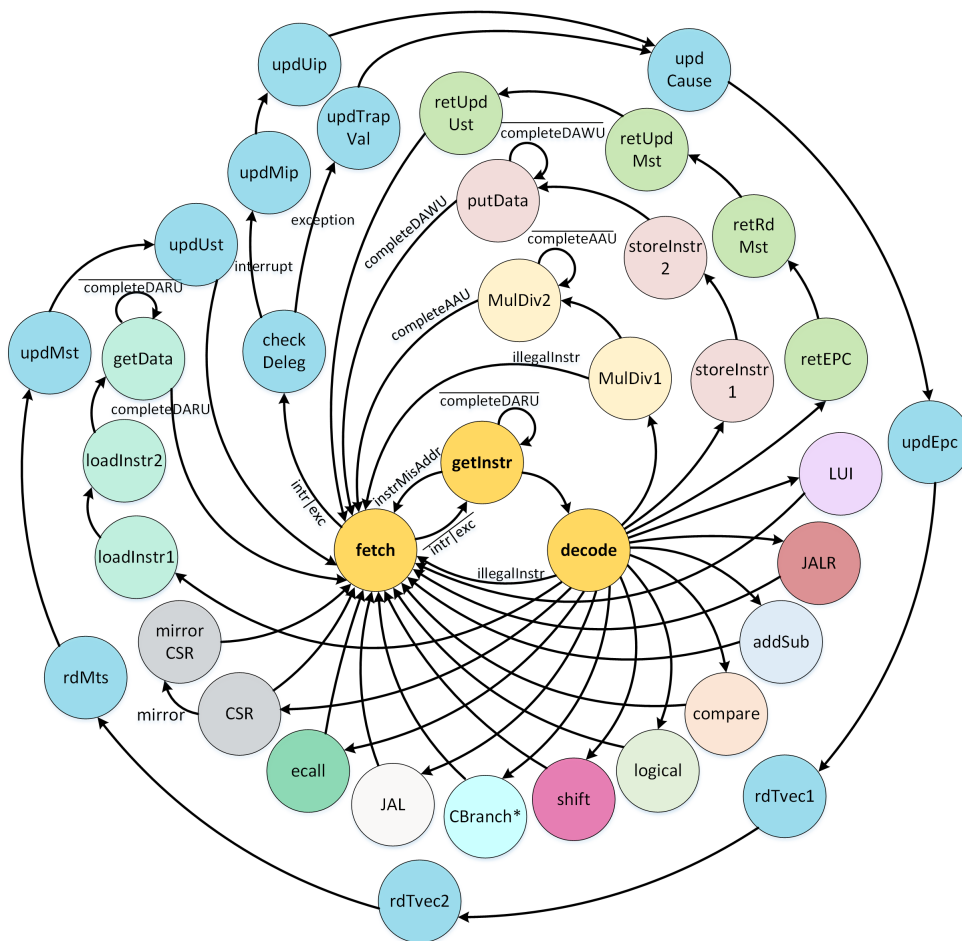 updUip
upd
Cause
updTrap
Val
retUpd
Ust
completeDAWU
retUpd
Mst
updMip
putData
exception
completeDAWU
retRd
Mst
updUst
interrupt
completeAAU
storeInstr
2
completeDARU
MulDiv2
completeAAU
updMst
getData
check
Deleg
illegalInstr
MulDiv1
storeInstr
1
retEPC
completeDARU
completeDARU
updEpc
loadInstr2
getInstr
LUI
instrMisAddr
intr|exc
intr|exc
loadInstr1
fetch
decode
JALR
illegalInstr
mirror
CSR
addSub
rdMts
mirror
CSR
compare
ecall
logical
JAL
CBranch*
shift
rdTvec1
rdTvec2